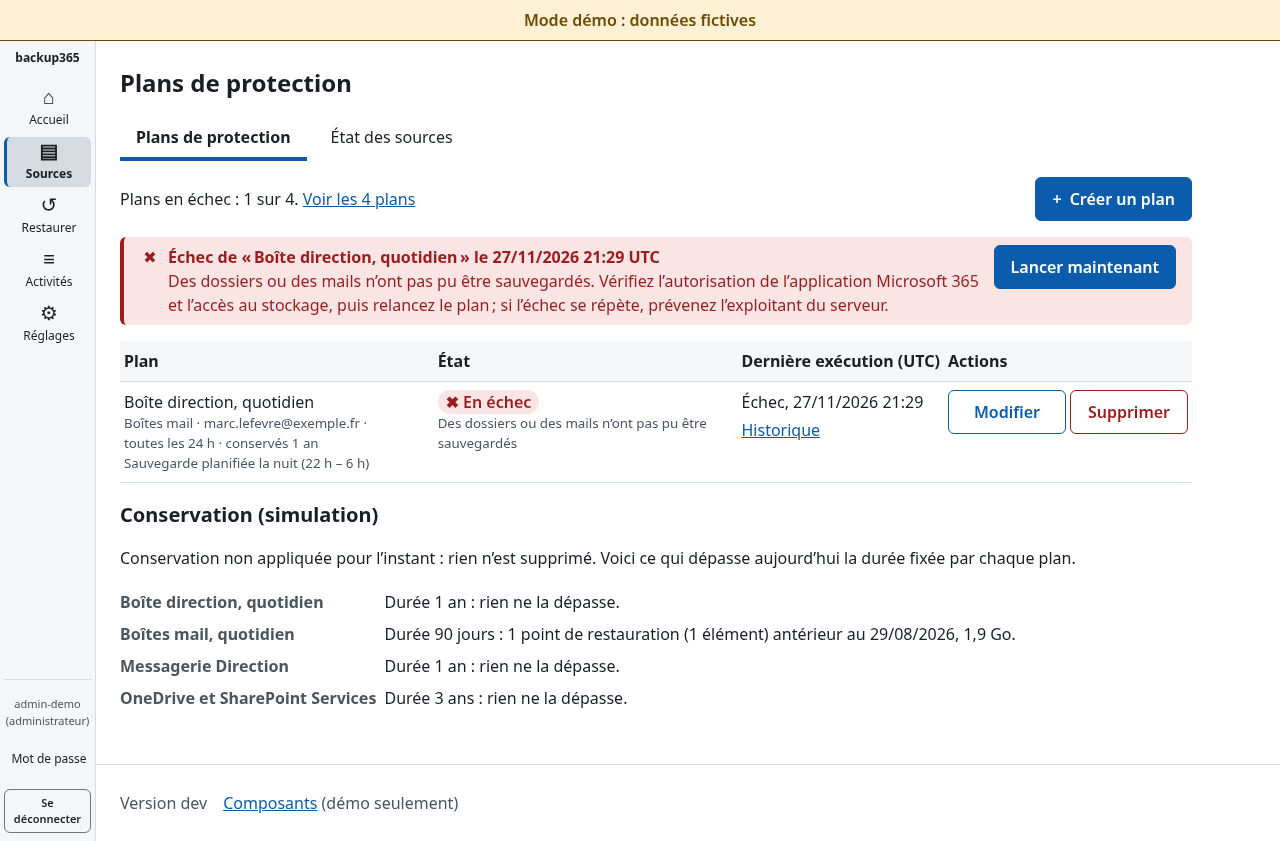 Mode démo : données fictives
backup365
Accueil
Sources
Restaurer
Activités
Réglages
admin-demo
(administrateur)
Mot de passe
Se
déconnecter
Plans de protection
Plans de protection
État des sources
Plans en échec : 1 sur 4. Voir les 4 plans
+ Créer un plan
✖ Échec de « Boîte direction, quotidien » le 27/11/2026 21:29 UTC
Des dossiers ou des mails n’ont pas pu être sauvegardés. Vérifiez l’autorisation de l’application Microsoft 365
et l’accès au stockage, puis relancez le plan ; si l’échec se répète, prévenez l’exploitant du serveur.
Lancer maintenant
Plan État Dernière exécution (UTC) Actions
Boîte direction, quotidien
Boîtes mail · marc.lefevre@exemple.fr ·
toutes les 24 h · conservés 1 an
Sauvegarde planifiée la nuit (22 h – 6 h)
✖ En échec
Des dossiers ou des mails n’ont pas pu être
sauvegardés
Échec, 27/11/2026 21:29
Historique
Modifier
Supprimer
Conservation (simulation)
Conservation non appliquée pour l’instant : rien n’est supprimé. Voici ce qui dépasse aujourd’hui la durée fixée par chaque plan.
Boîte direction, quotidien Durée 1 an : rien ne la dépasse.
Boîtes mail, quotidien Durée 90 jours : 1 point de restauration (1 élément) antérieur au 29/08/2026, 1,9 Go.
Messagerie Direction Durée 1 an : rien ne la dépasse.
OneDrive et SharePoint Services Durée 3 ans : rien ne la dépasse.
Version dev Composants (démo seulement)